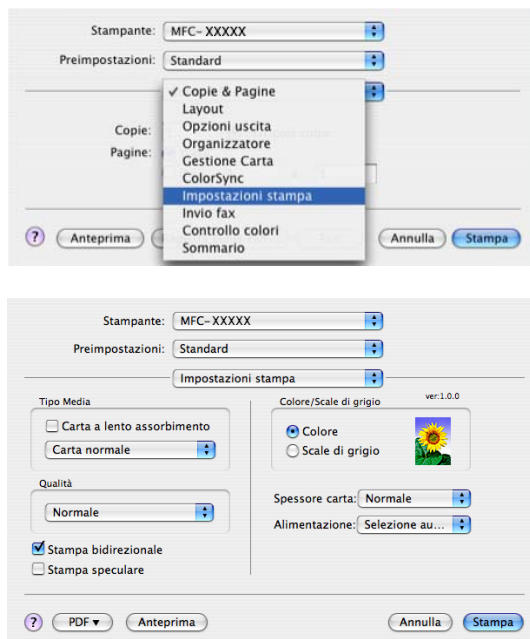 Stampante: MFC-XXXXX
Preimpostazioni: Standard
✓ Copie & Pagine
Layout
Opzioni uscita
Organizzatore
Gestione Carta
ColorSync
Impostazioni stampa
Invio fax
Controllo colori
Sommario
Copie:
Pagine:
? Anteprima Annulla Stampa
Stampante: MFC-XXXXX
Preimpostazioni: Standard
Impostazioni stampa
Tipo Media
Carta a lento assorbimento
Carta normale
Qualità
Normale
Stampa bidirezionale
Stampa speculare
Colore/Scale di grigio
ver:1.0.0
Colore
Scale di grigio
Spessore carta: Normale
Alimentazione: Selezione au...
? PDF ▾ Anteprima Annulla Stampa